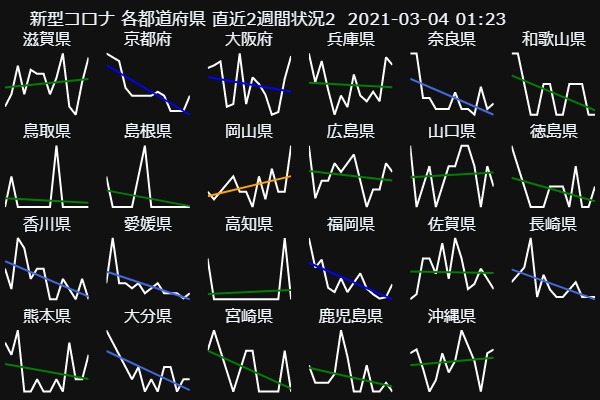 新型コロナ 各都道府県 直近2週間状況2 2021-03-04 01:23
滋賀県 京都府 大阪府 兵庫県 奈良県 和歌山県
鳥取県 島根県 岡山県 広島県 山口県 徳島県
香川県 愛媛県 高知県 福岡県 佐賀県 長崎県
熊本県 大分県 宮崎県 鹿児島県 沖縄県